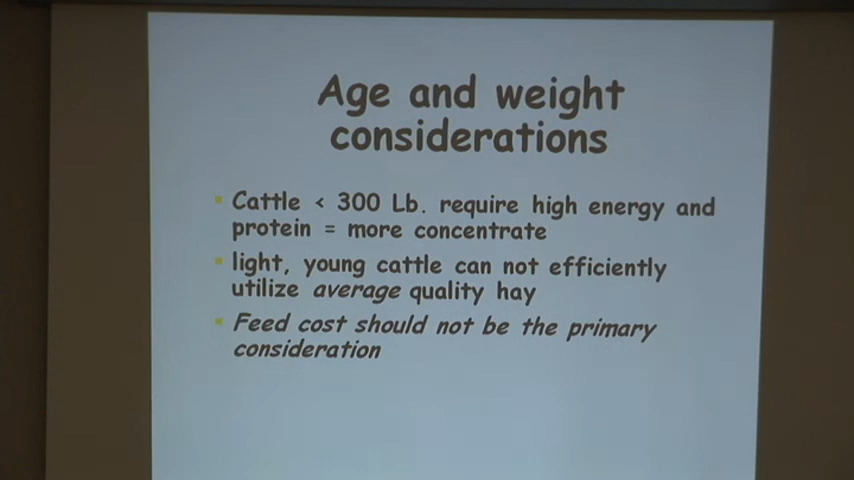 Age and weight
considerations
Cattle < 300 Lb. require high energy and
protein = more concentrate
light, young cattle can not efficiently
utilize average quality hay
Feed cost should not be the primary
consideration